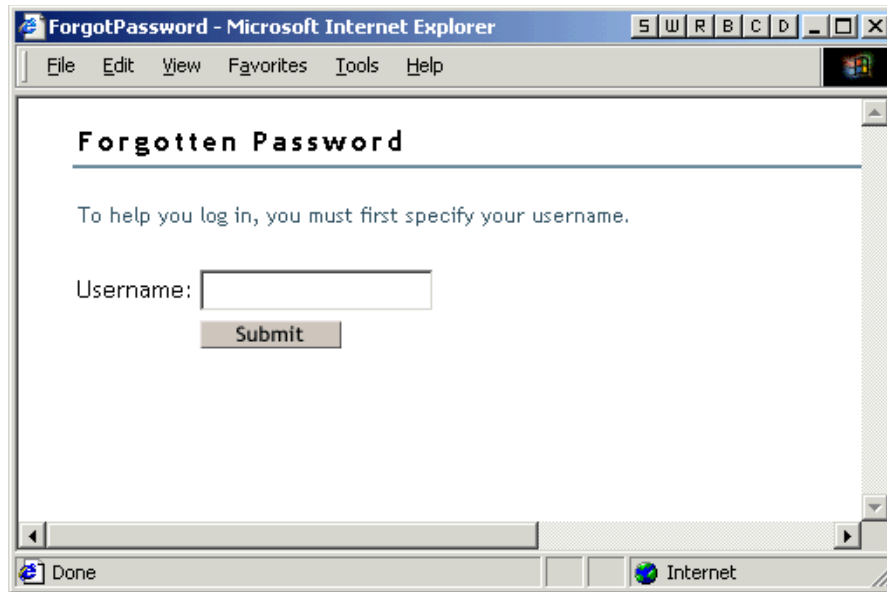 ForgotPassword - Microsoft Internet Explorer S W R B C D
File Edit View Favorites Tools Help
Forgotten Password
To help you log in, you must first specify your username.
Username:
Submit
Done Internet